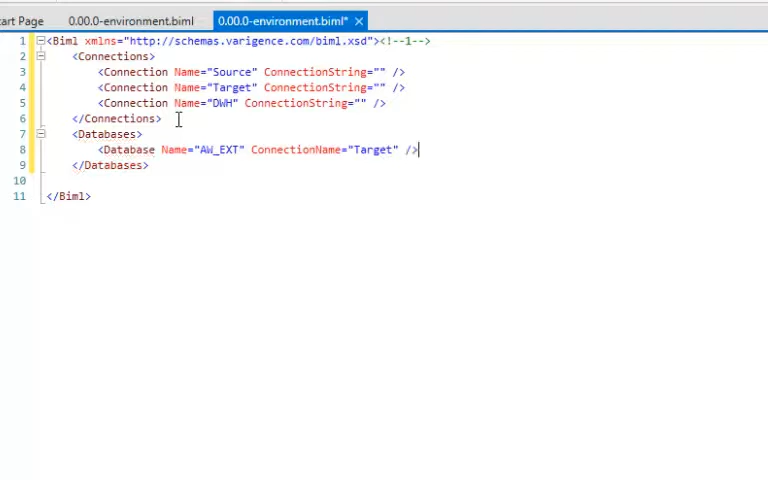 art Page 0.00.0-environment.biml 0.00.0-environment.biml*
1 <Biml xmlns="http://schemas.varigence.com/biml.xsd"><!--1-->
2 <Connections>
3 <Connection Name="Source" ConnectionString="" />
4 <Connection Name="Target" ConnectionString="" />
5 <Connection Name="DWH" ConnectionString="" />
6 </Connections>
7 <Databases>
8 <Database Name="AW_EXT" ConnectionName="Target" />
9 </Databases>
10
11 </Biml>